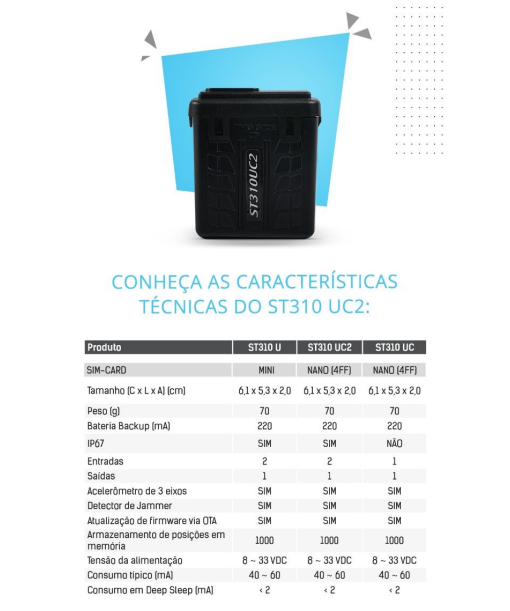 ST310UC2
CONHEÇA AS CARACTERÍSTICAS
TÉCNICAS DO ST310 UC2:
Produto ST310 U ST310 UC2 ST310 UC
SIM-CARD MINI NANO (4FF) NANO (4FF)
Tamanho (C x L x A) (cm) 6,1 x 5,3 x 2,0 6,1 x 5,3 x 2,0 6,1 x 5,3 x 2,0
Peso (g) 70 70 70
Bateria Backup (mA) 220 220 220
IP67 SIM SIM NÃO
Entradas 2 2 1
Saídas 1 1 1
Acelerômetro de 3 eixos SIM SIM SIM
Detector de Jammer SIM SIM SIM
Atualização de firmware via OTA SIM SIM SIM
Armazenamento de posições em
memória 1000 1000 1000
Tensão da alimentação 8 ~ 33 VDC 8 ~ 33 VDC 8 ~ 33 VDC
Consumo típico (mA) 40 ~ 60 40 ~ 60 40 ~ 60
Consumo em Deep Sleep (mA) < 2 < 2 < 2